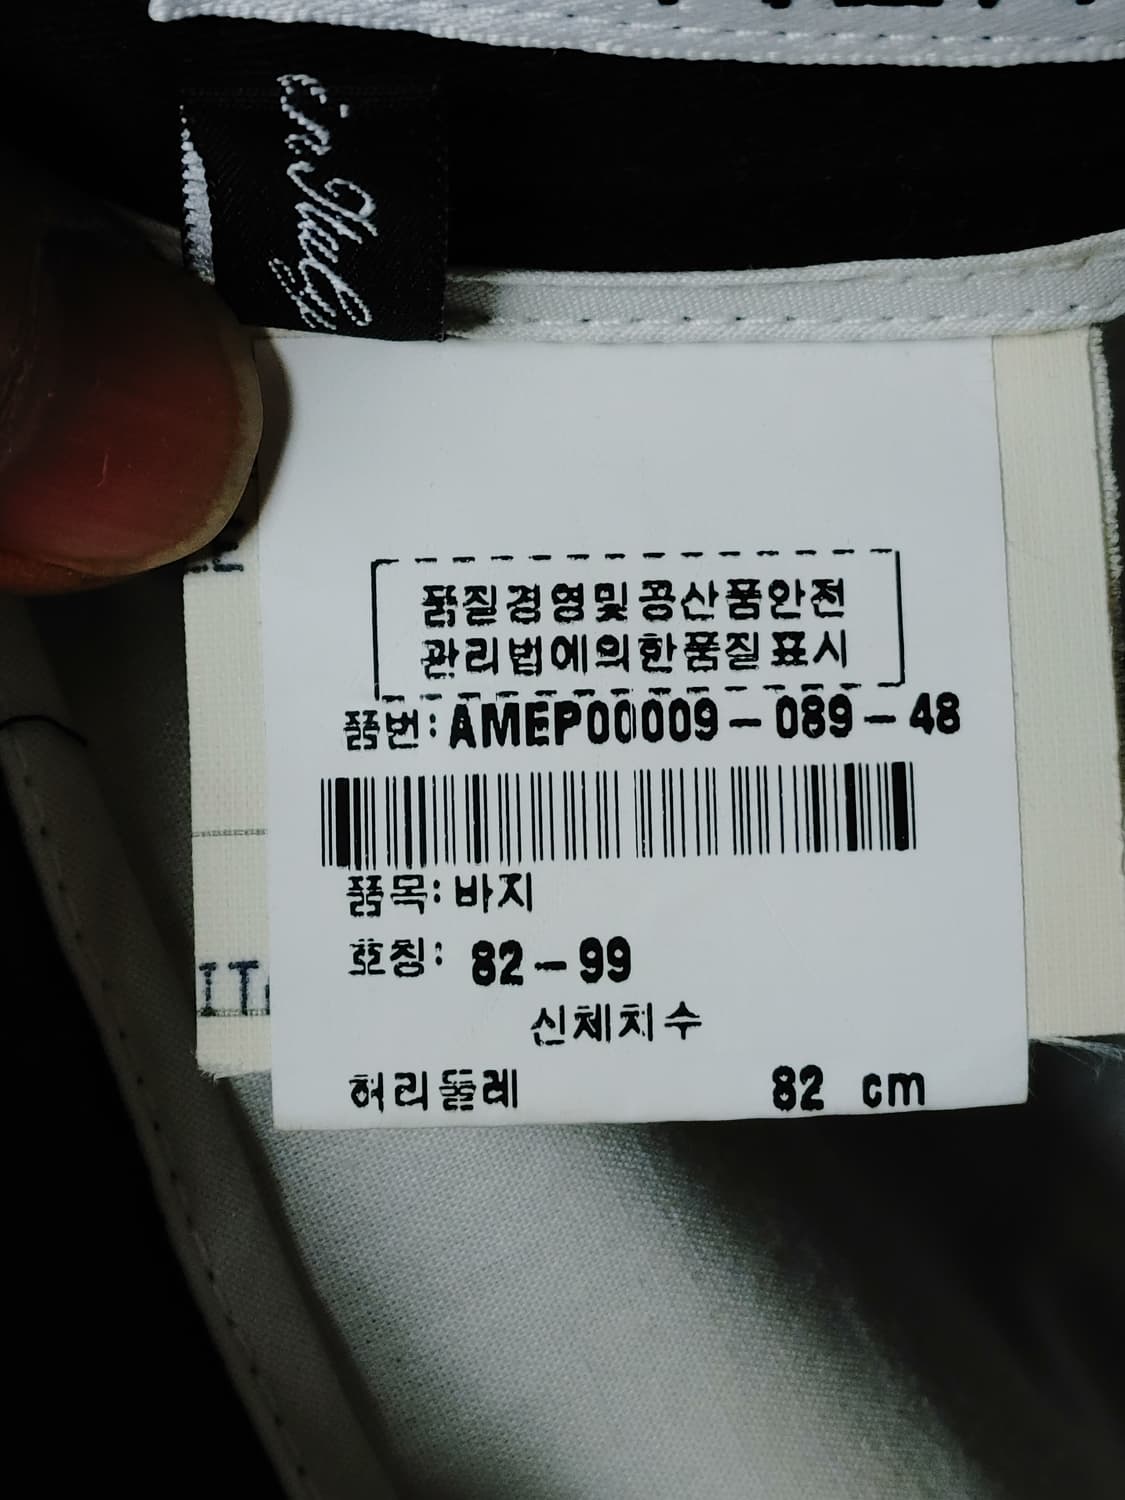 In Italy
품질경영및공산품안전
관리법에의한품질표시
품번: AMEP00009-089-48
품목: 바지
호칭: 82-99
신체치수
허리둘레 82 cm